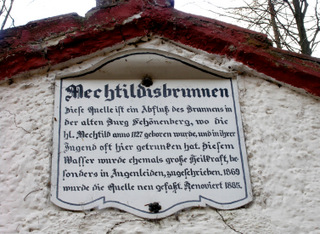 Mechtildisbrunnen
Diese Quelle ist ein Abfluß des Brunnens in
der alten Burg Schönenberg, wo die
hl. Mechtild anno 1127 geboren wurde, und in ihrer
Jugend oft hier getrunken hat. Diesem
Wasser wurde ehemals große Heilkraft, be-
sonders in Augenleiden, zugeschrieben. 1869
wurde die Quelle neu gefaßt. Renoviert 1885.